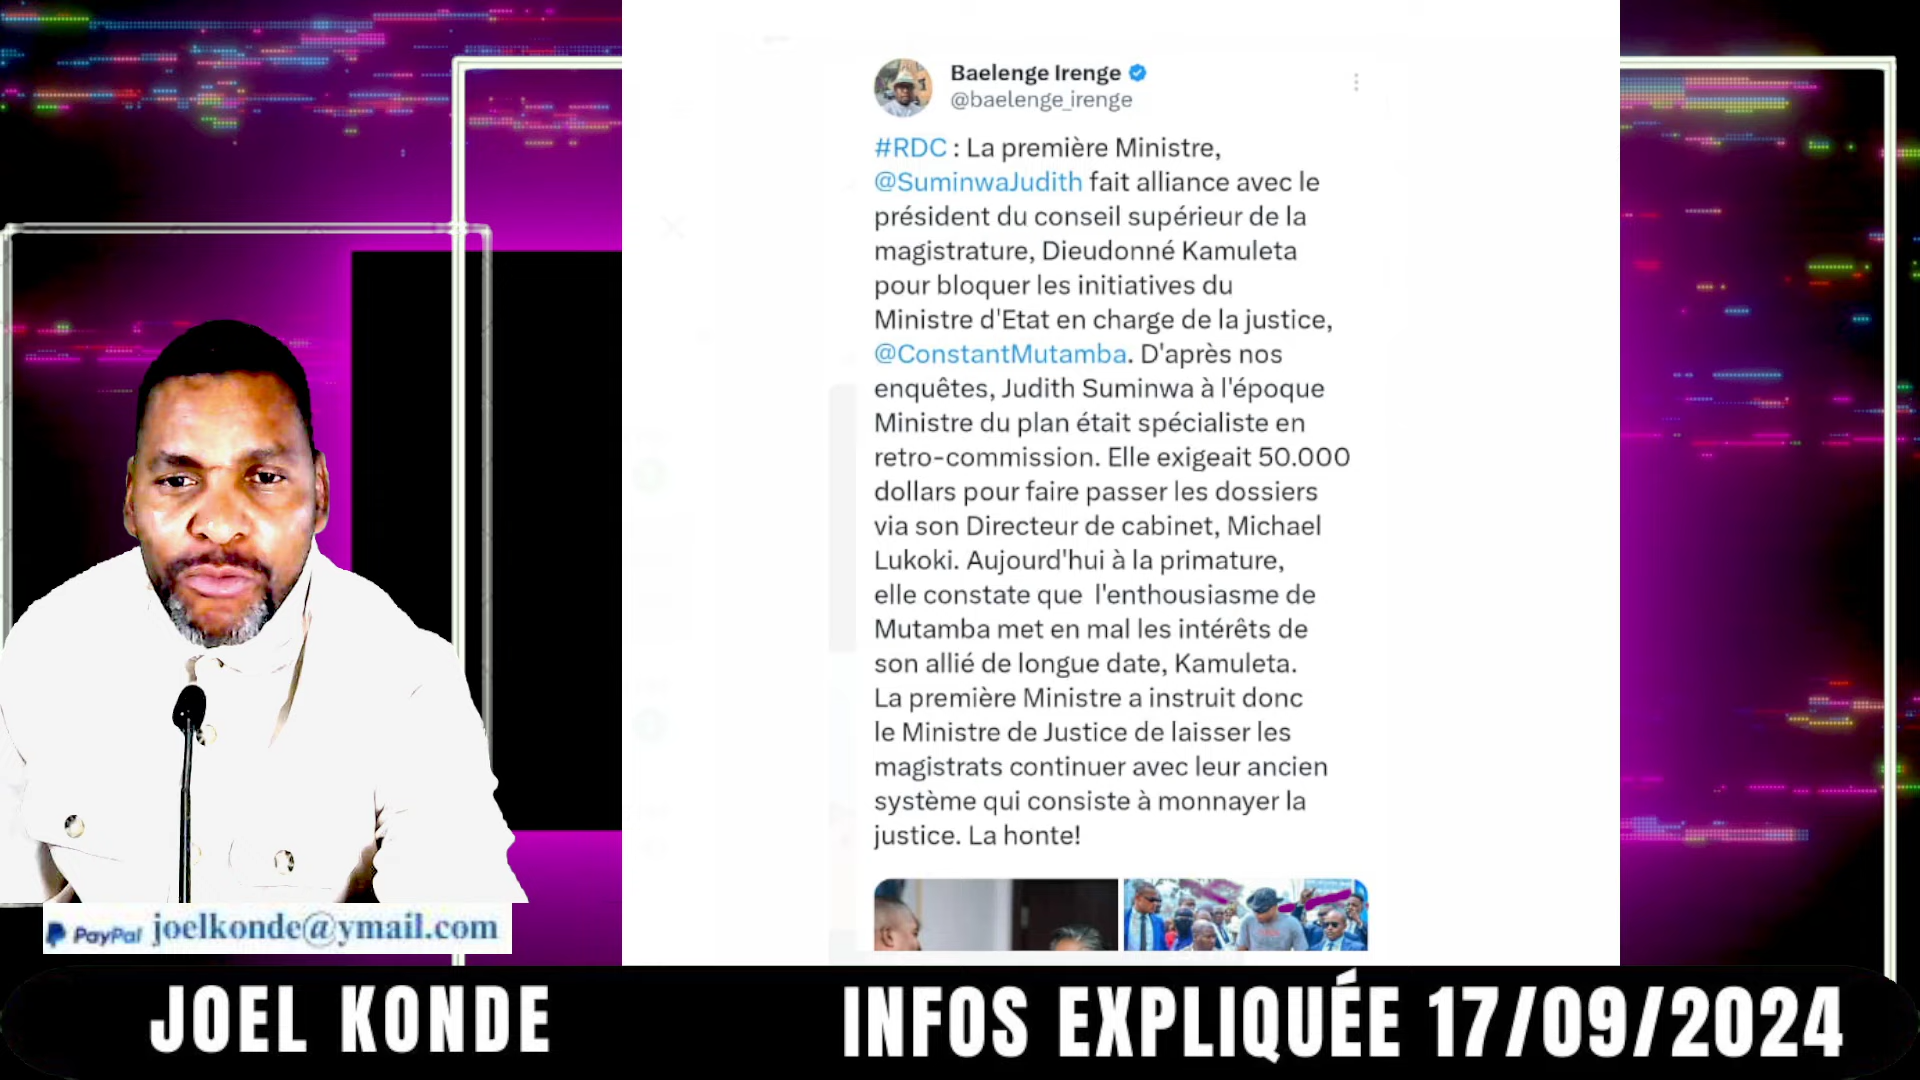 Baelenge Irenge
@baelenge_irenge
#RDC : La première Ministre,
@SuminwaJudith fait alliance avec le
président du conseil supérieur de la
magistrature, Dieudonné Kamuleta
pour bloquer les initiatives du
Ministre d'Etat en charge de la justice,
@ConstantMutamba. D'après nos
enquêtes, Judith Suminwa à l'époque
Ministre du plan était spécialiste en
retro-commission. Elle exigeait 50.000
dollars pour faire passer les dossiers
via son Directeur de cabinet, Michael
Lukoki. Aujourd'hui à la primature,
elle constate que l'enthousiasme de
Mutamba met en mal les intérêts de
son allié de longue date, Kamuleta.
La première Ministre a instruit donc
le Ministre de Justice de laisser les
magistrats continuer avec leur ancien
système qui consiste à monnayer la
justice. La honte!
PayPal joelkonde@ymail.com
JOEL KONDE
INFOS EXPLIQUÉE 17/09/2024